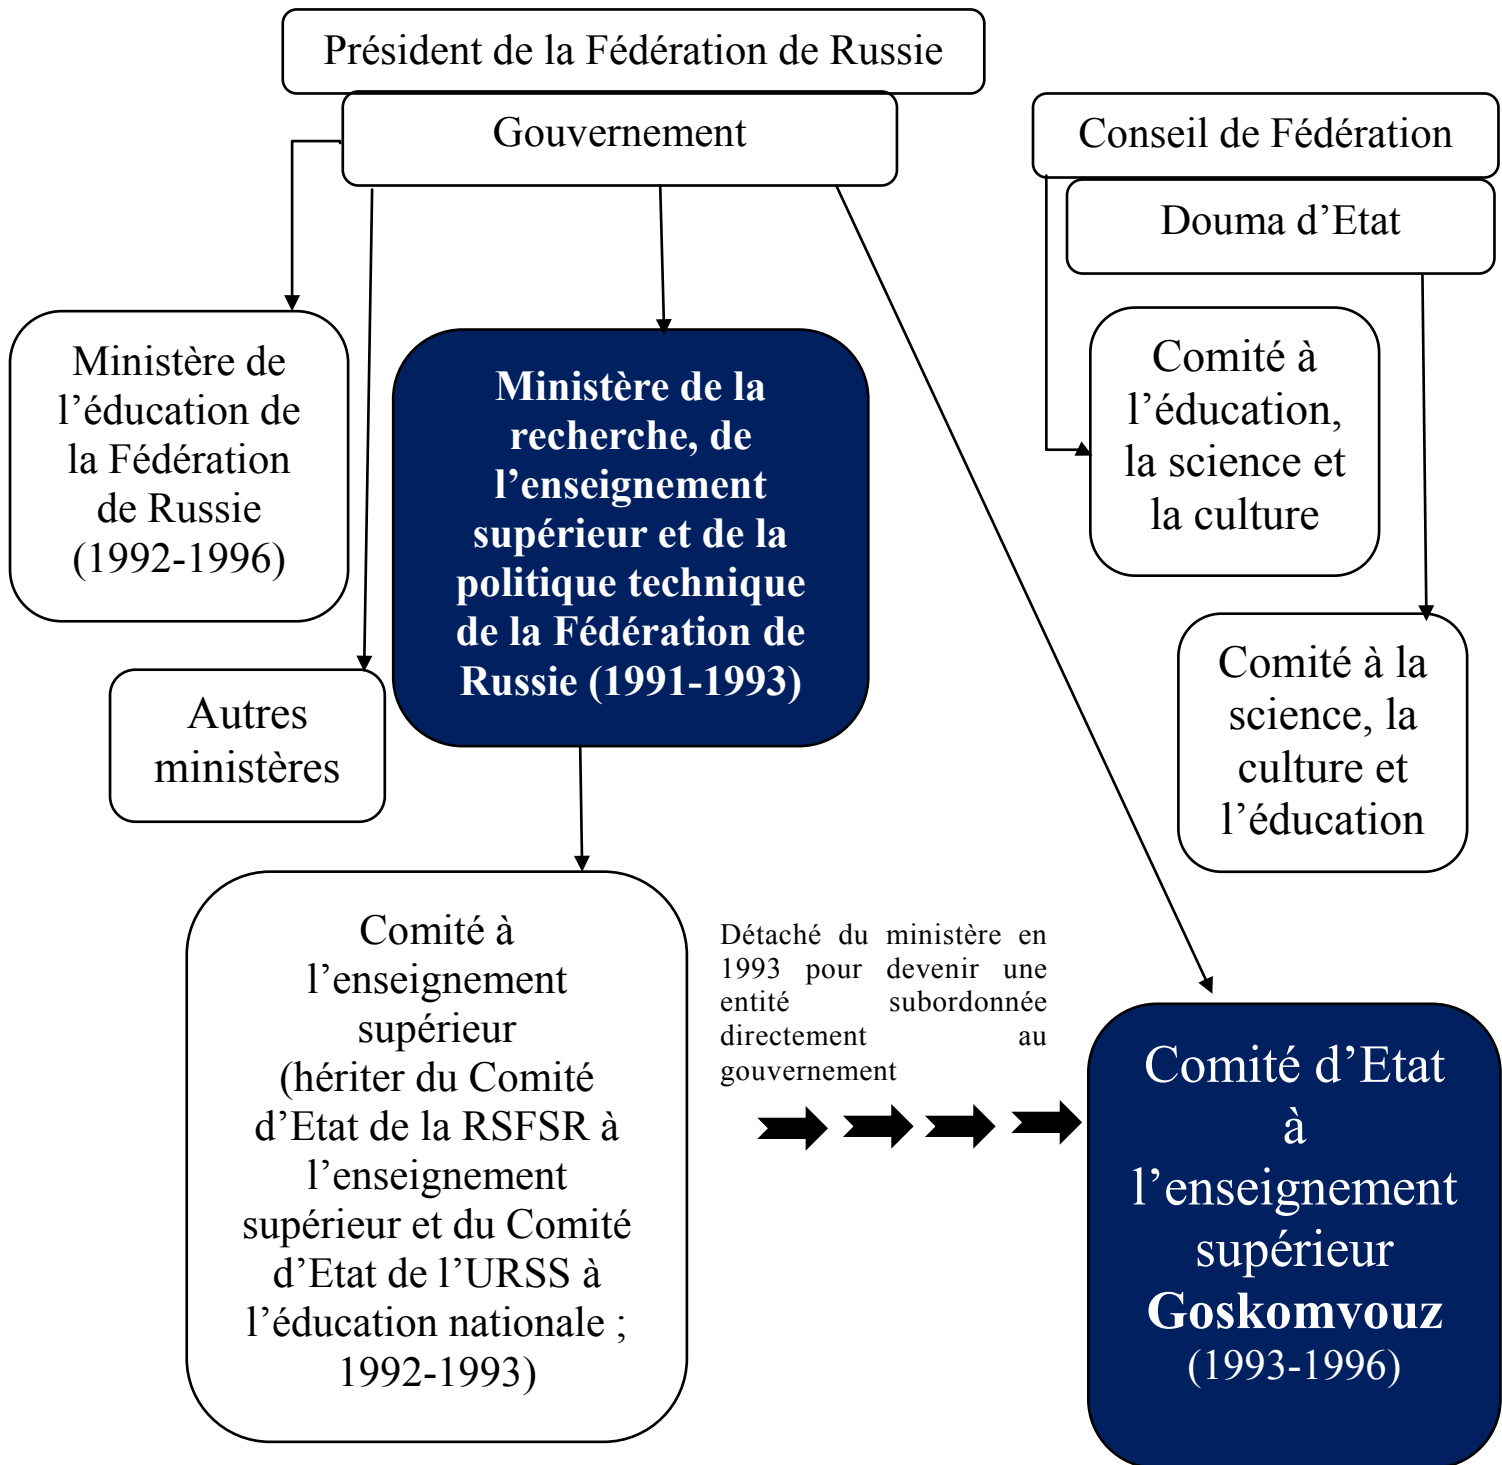 Président de la Fédération de Russie
Gouvernement
Conseil de Fédération
Douma d’Etat
Ministère de
l’éducation de
la Fédération
de Russie
(1992-1996)
Ministère de la
recherche, de
l’enseignement
supérieur et de la
politique technique
de la Fédération de
Russie (1991-1993)
Comité à
l’éducation,
la science et
la culture
Autres
ministères
Comité à la
science, la
culture et
l’éducation
Comité à
l’enseignement
supérieur
(hériter du Comité
d’Etat de la RSFSR à
l’enseignement
supérieur et du Comité
d’Etat de l’URSS à
l’éducation nationale ;
1992-1993)
Détaché du ministère en
1993 pour devenir une
entité subordonnée
directement au
gouvernement
Comité d’Etat
à
l’enseignement
supérieur
Goskomvouz
(1993-1996)